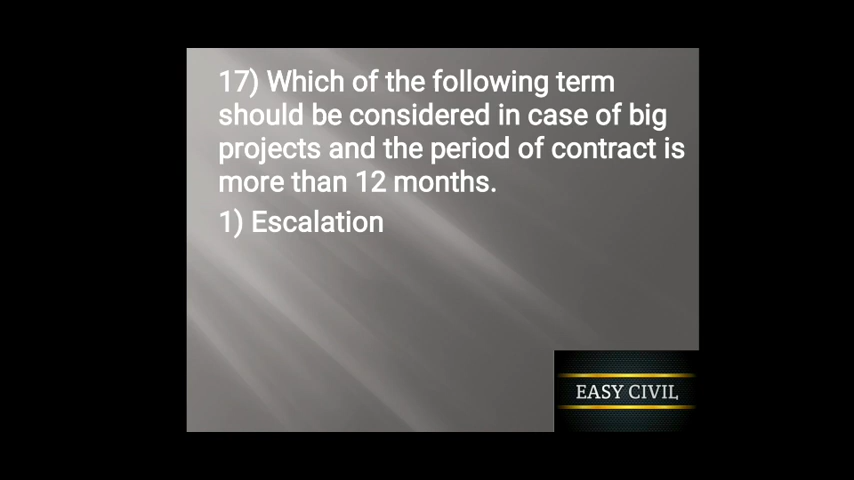 17) Which of the following term
should be considered in case of big
projects and the period of contract is
more than 12 months.
1) Escalation
EASY CIVIL